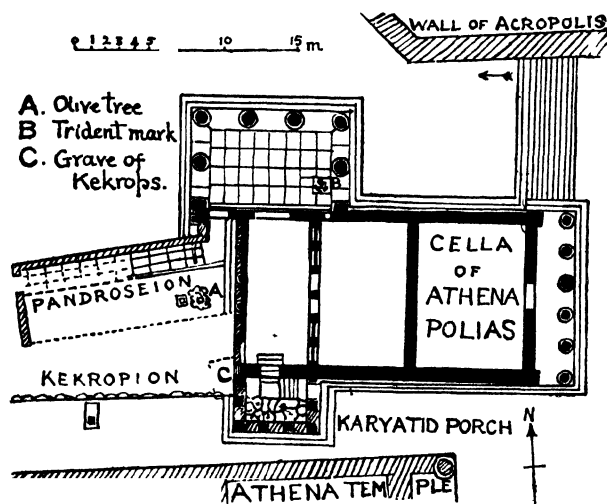 WALL OF ACROPOLIS
0 1 2 3 4 5 10 15 m.
A. Olive tree
B Trident mark
C. Grave of
Kekrops.
B
CELLA
OF
ATHENA
POLIAS
PANDROSEION
A
KEKROPION
C
KARYATID PORCH
N
ATHENA TEMPLE